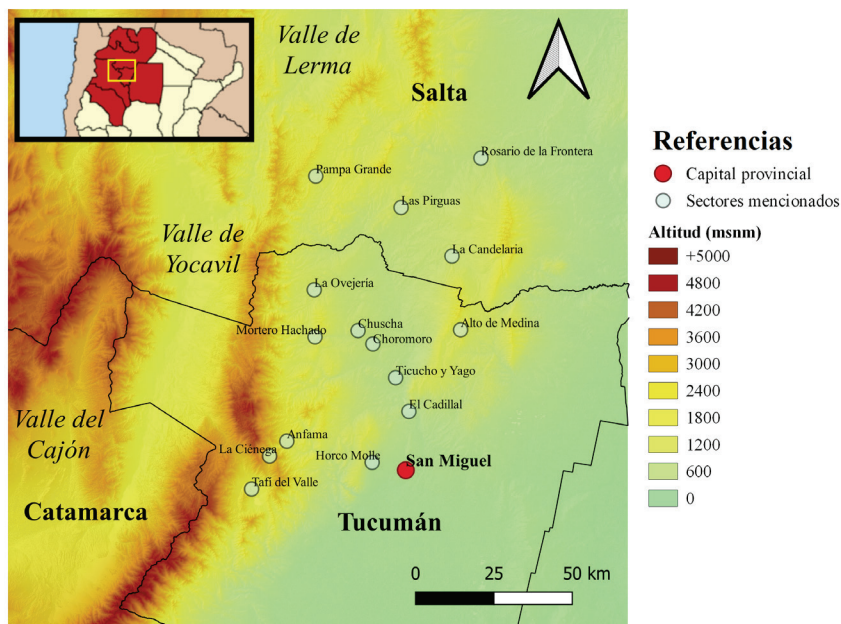 Valle de
Lerma
Salta
Rosario de la Frontera
Pampa Grande
Las Pirguas
Valle de
Yocavil
La Candelaria
La Ovejeria
Mortero Hachado
Chuscha
Choromoro
Alto de Medina
Ticucho y Yago
El Cadillal
Valle del
Cajón
Anfama
La Ciénega
Horco Molle
San Miguel
Tafí del Valle
Catamarca
Tucumán
0 25 50 km
Referencias
Capital provincial
Sectores mencionados
Altitud (msnm)
+5000
4800
4200
3600
3000
2400
1800
1200
600
0